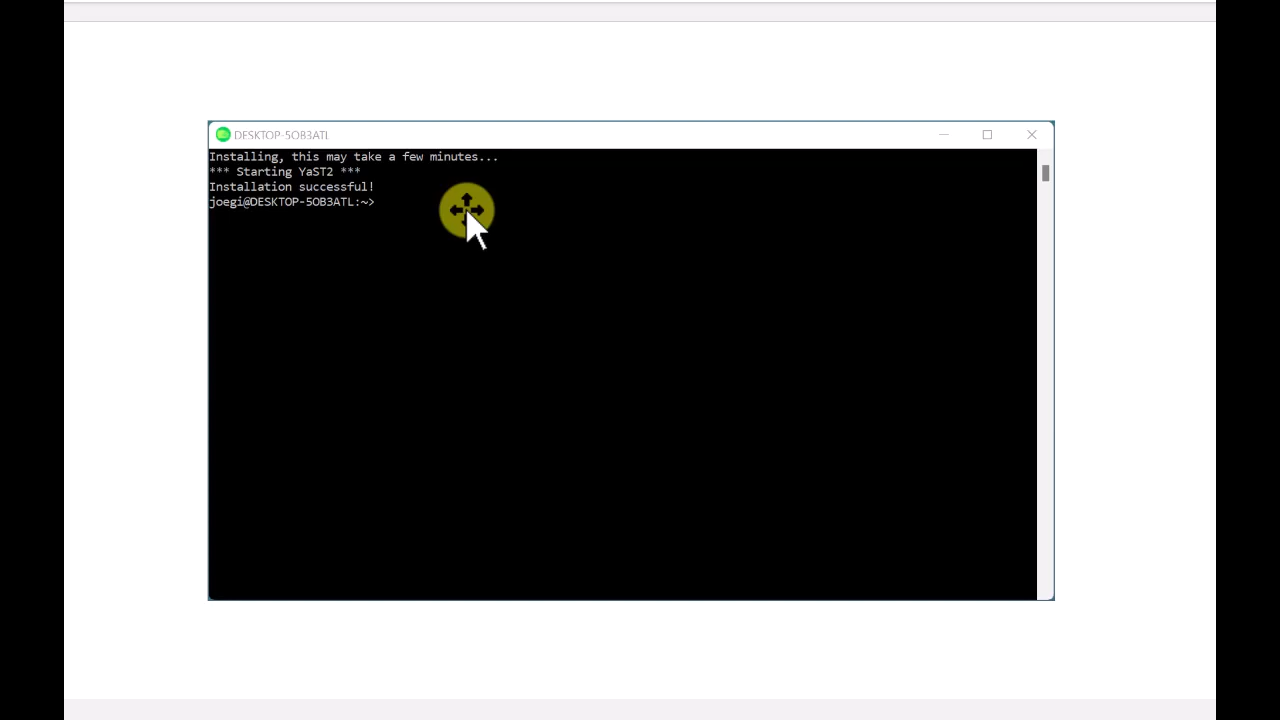 DESKTOP-5OB3ATL
Installing, this may take a few minutes...
*** Starting YaST2 ***
Installation successful!
joegi@DESKTOP-5OB3ATL:~>